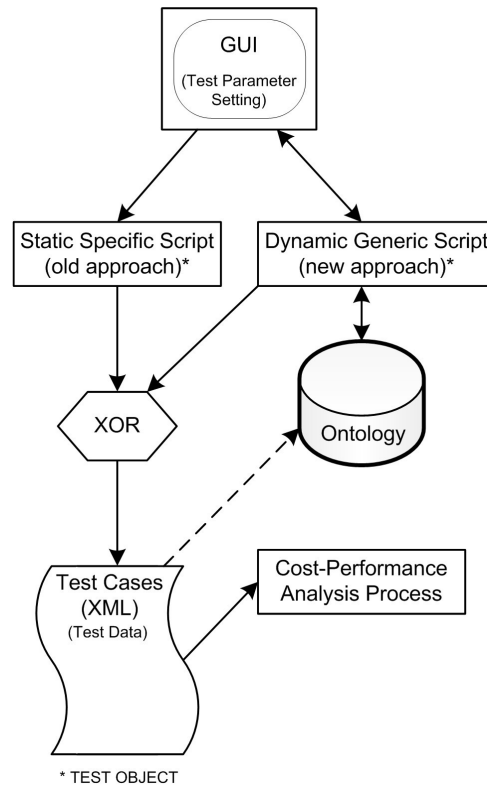 GUI
(Test Parameter
Setting)
Static Specific Script
(old approach)*
Dynamic Generic Script
(new approach)*
XOR
Ontology
Test Cases
(XML)
(Test Data)
Cost-Performance
Analysis Process
* TEST OBJECT